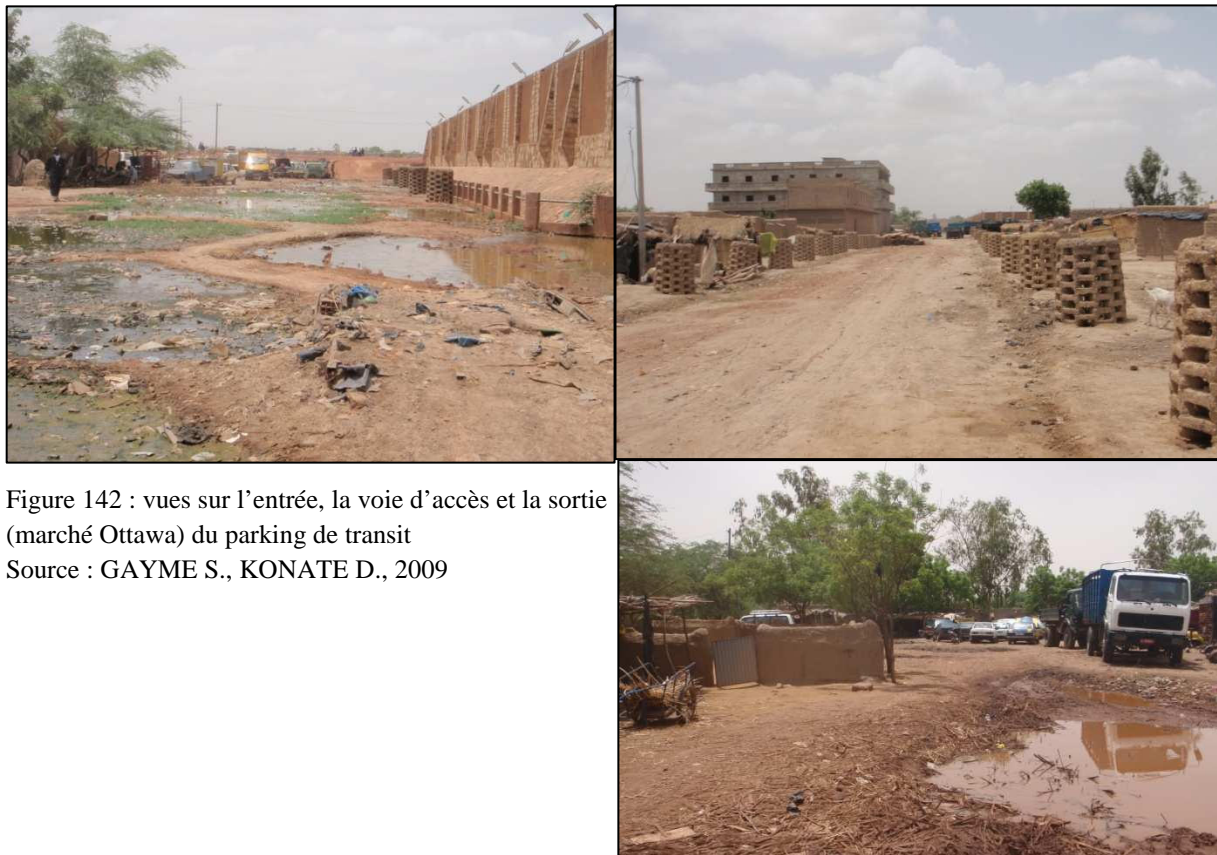 Figure 142 : vues sur l’entrée, la voie d’accès et la sortie
(marché Ottawa) du parking de transit
Source : GAYME S., KONATE D., 2009